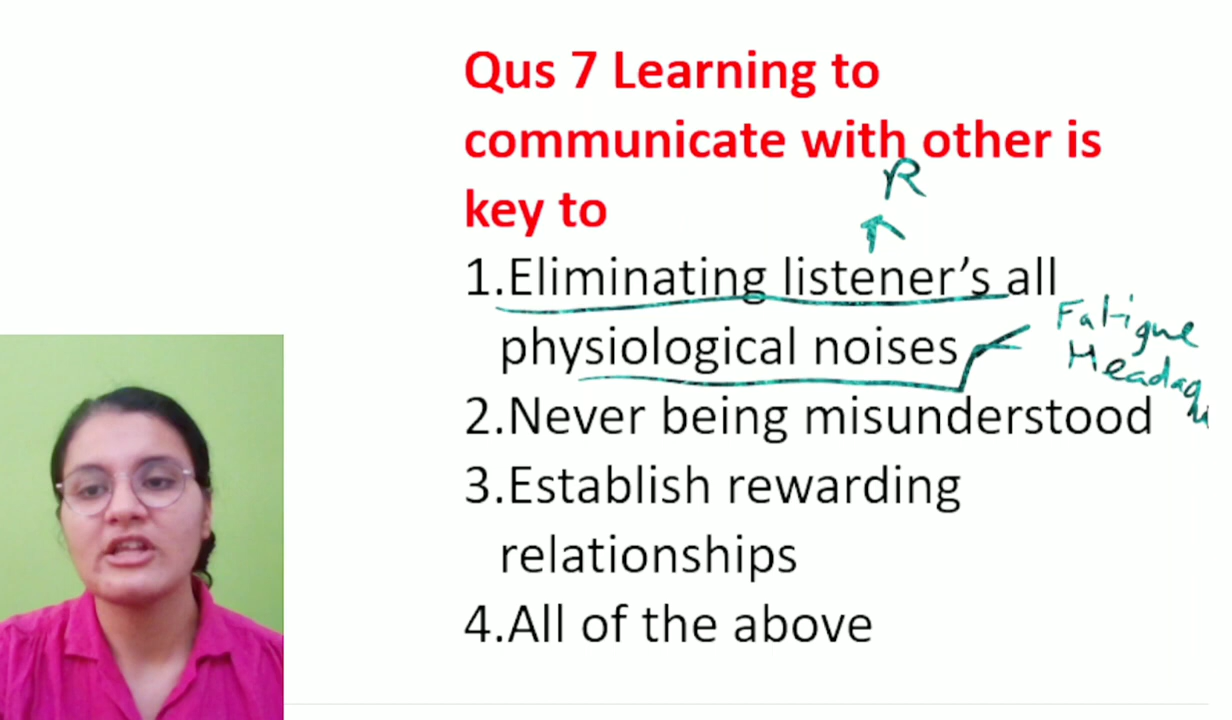 Qus 7 Learning to
communicate with other is
key to
R
1.Eliminating listener's all
physiological noises
Fatigue
2.Never being misunderstood
3.Establish rewarding
relationships
4.All of the above